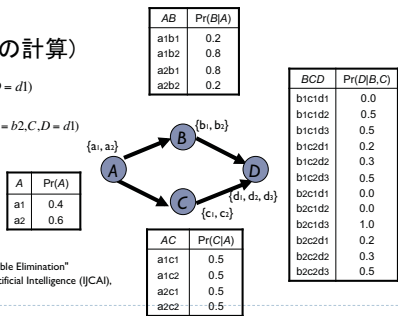 の計算）
= d1)
= b2,C,D = d1)
AB Pr(B|A)
a1b1 0.2
a1b2 0.8
a2b1 0.8
a2b2 0.2
BCD Pr(D|B,C)
b1c1d1 0.0
b1c1d2 0.5
b1c1d3 0.5
b1c2d1 0.2
b1c2d2 0.3
b1c2d3 0.5
b2c1d1 0.0
b2c1d2 0.0
b2c1d3 1.0
b2c2d1 0.2
b2c2d2 0.3
b2c2d3 0.5
{a1, a2}
{b1, b2}
A
B
C
D
{c1, c2}
{d1, d2, d3}
A Pr(A)
a1 0.4
a2 0.6
AC Pr(C|A)
a1c1 0.5
a1c2 0.5
a2c1 0.5
a2c2 0.5
ble Elimination"
tificial Intelligence (IJCAI),